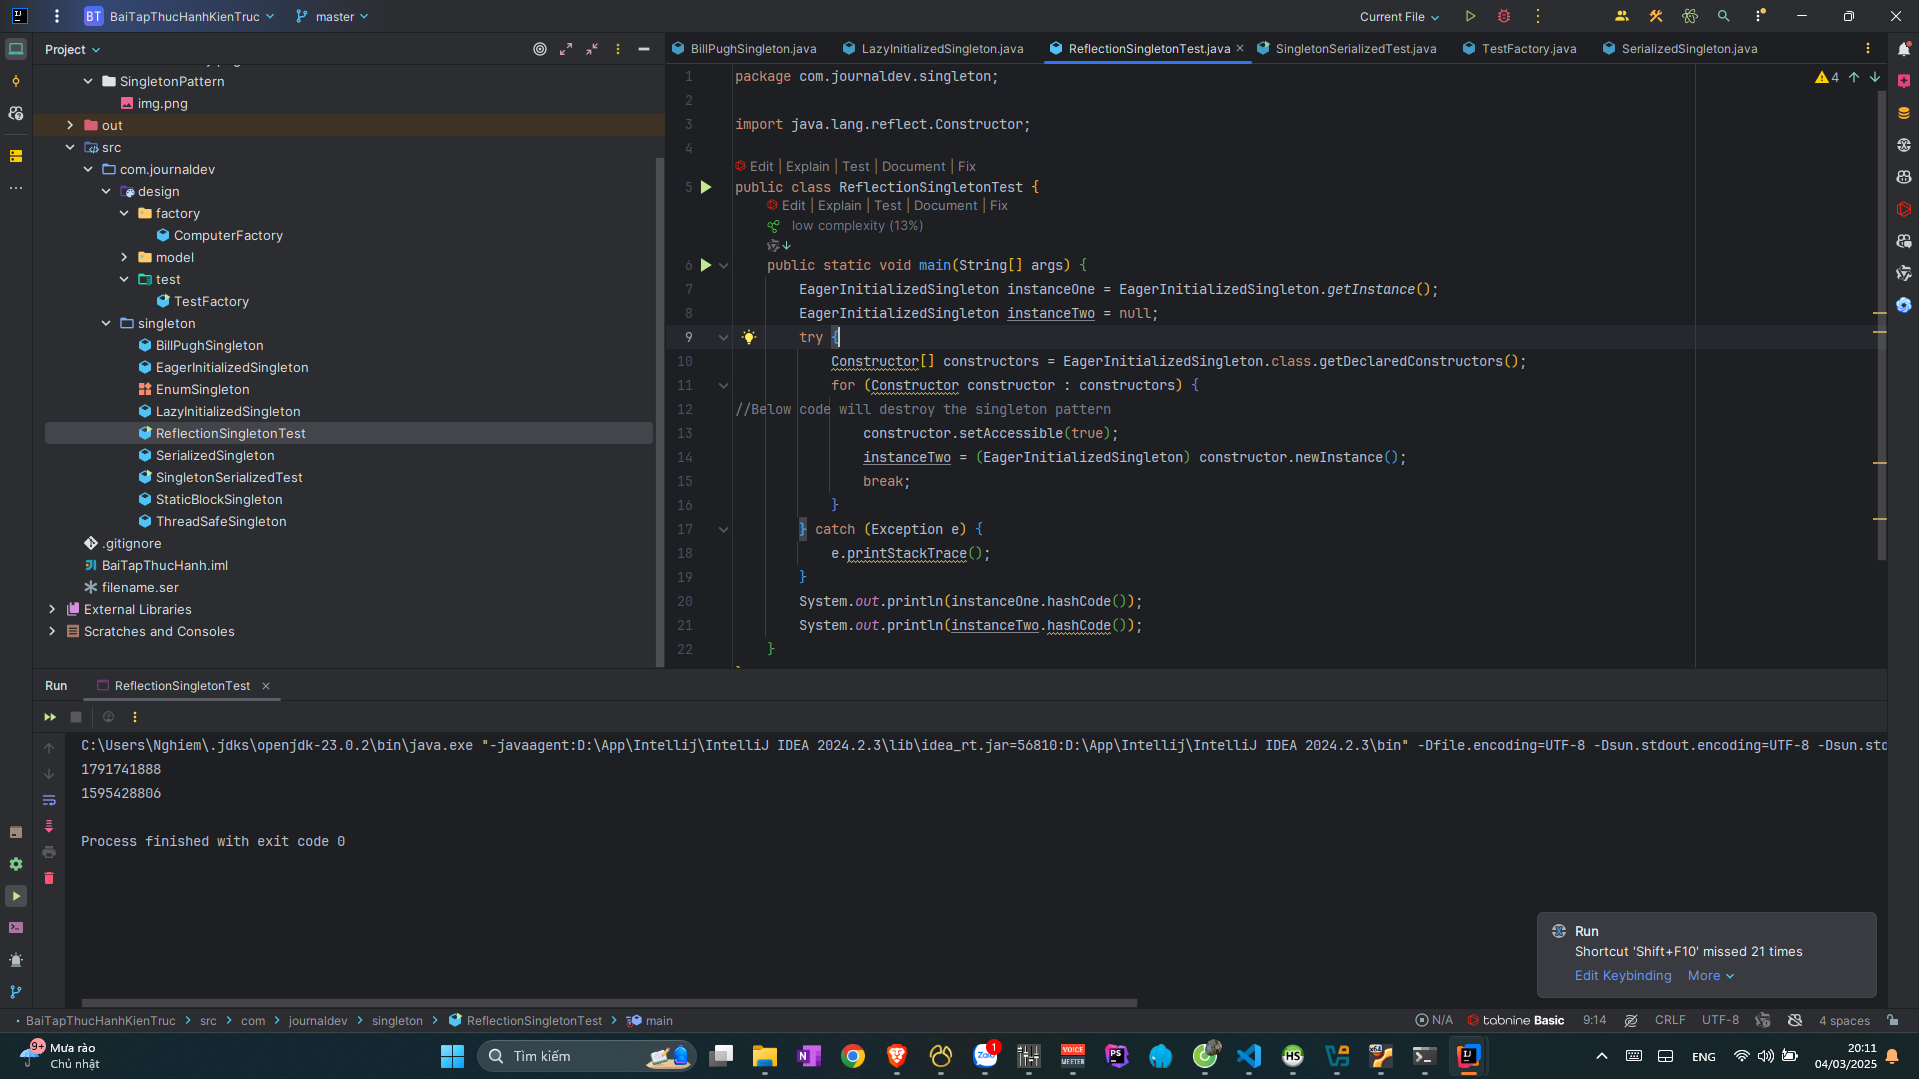 BT BaiTapThucHanhKienTruc master Current File
Project
SingletonPattern
img.png
out
src
com.journaldev
design
factory
ComputerFactory
model
test
TestFactory
singleton
BillPughSingleton
EagerInitializedSingleton
EnumSingleton
LazyInitializedSingleton
ReflectionSingletonTest
SerializedSingleton
SingletonSerializedTest
StaticBlockSingleton
ThreadSafeSingleton
.gitignore
BaiTapThucHanh.iml
filename.ser
External Libraries
Scratches and Consoles
BillPughSingleton.java LazyInitializedSingleton.java ReflectionSingletonTest.java SingletonSerializedTest.java TestFactory.java SerializedSingleton.java
4
1 package com.journaldev.singleton;
2
3 import java.lang.reflect.Constructor;
4
Edit | Explain | Test | Document | Fix
5 public class ReflectionSingletonTest {
Edit | Explain | Test | Document | Fix
low complexity (13%)
6 public static void main(String[] args) {
7 EagerInitializedSingleton instanceOne = EagerInitializedSingleton.getInstance();
8 EagerInitializedSingleton instanceTwo = null;
9 try {
10 Constructor[] constructors = EagerInitializedSingleton.class.getDeclaredConstructors();
11 for (Constructor constructor : constructors) {
12 //Below code will destroy the singleton pattern
13 constructor.setAccessible(true);
14 instanceTwo = (EagerInitializedSingleton) constructor.newInstance();
15 break;
16 }
17 } catch (Exception e) {
18 e.printStackTrace();
19 }
20 System.out.println(instanceOne.hashCode());
21 System.out.println(instanceTwo.hashCode());
22 }
Run ReflectionSingletonTest
C:\Users\Nghiem\.jdks\openjdk-23.0.2\bin\java.exe "-javaagent:D:\App\Intellij\IntelliJ IDEA 2024.2.3\lib\idea_rt.jar=56810:D:\App\Intellij\IntelliJ IDEA 2024.2.3\bin" -Dfile.encoding=UTF-8 -Dsun.stdout.encoding=UTF-8 -Dsun.std
1791741888
1595428806
Process finished with exit code 0
Run
Shortcut 'Shift+F10' missed 21 times
Edit Keybinding More
BaiTapThucHanhKienTruc > src > com > journaldev > singleton > ReflectionSingletonTest > main
N/A tabnine Basic 9:14 CRLF UTF-8 4 spaces
9+ Mưa rào
Chủ nhật
Tìm kiếm
Zalo 1
VOICE MEETER
PS
HS
x64
IJ
ENG
20:11
04/03/2025